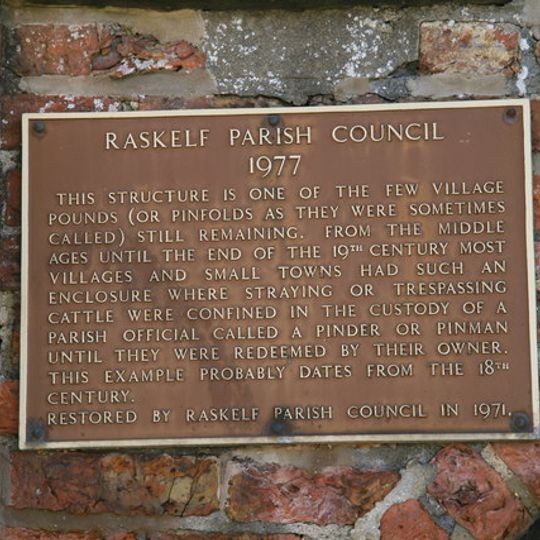 RASKELF PARISH COUNCIL
1977
THIS STRUCTURE IS ONE OF THE FEW VILLAGE
POUNDS (OR PINFOLDS AS THEY WERE SOMETIMES
CALLED) STILL REMAINING. FROM THE MIDDLE
AGES UNTIL THE END OF THE 19TH CENTURY MOST
VILLAGES AND SMALL TOWNS HAD SUCH AN
ENCLOSURE WHERE STRAYING OR TRESPASSING
CATTLE WERE CONFINED IN THE CUSTODY OF A
PARISH OFFICIAL CALLED A PINDER OR PINMAN
UNTIL THEY WERE REDEEMED BY THEIR OWNER.
THIS EXAMPLE PROBABLY DATES FROM THE 18TH
CENTURY.
RESTORED BY RASKELF PARISH COUNCIL IN 1971.